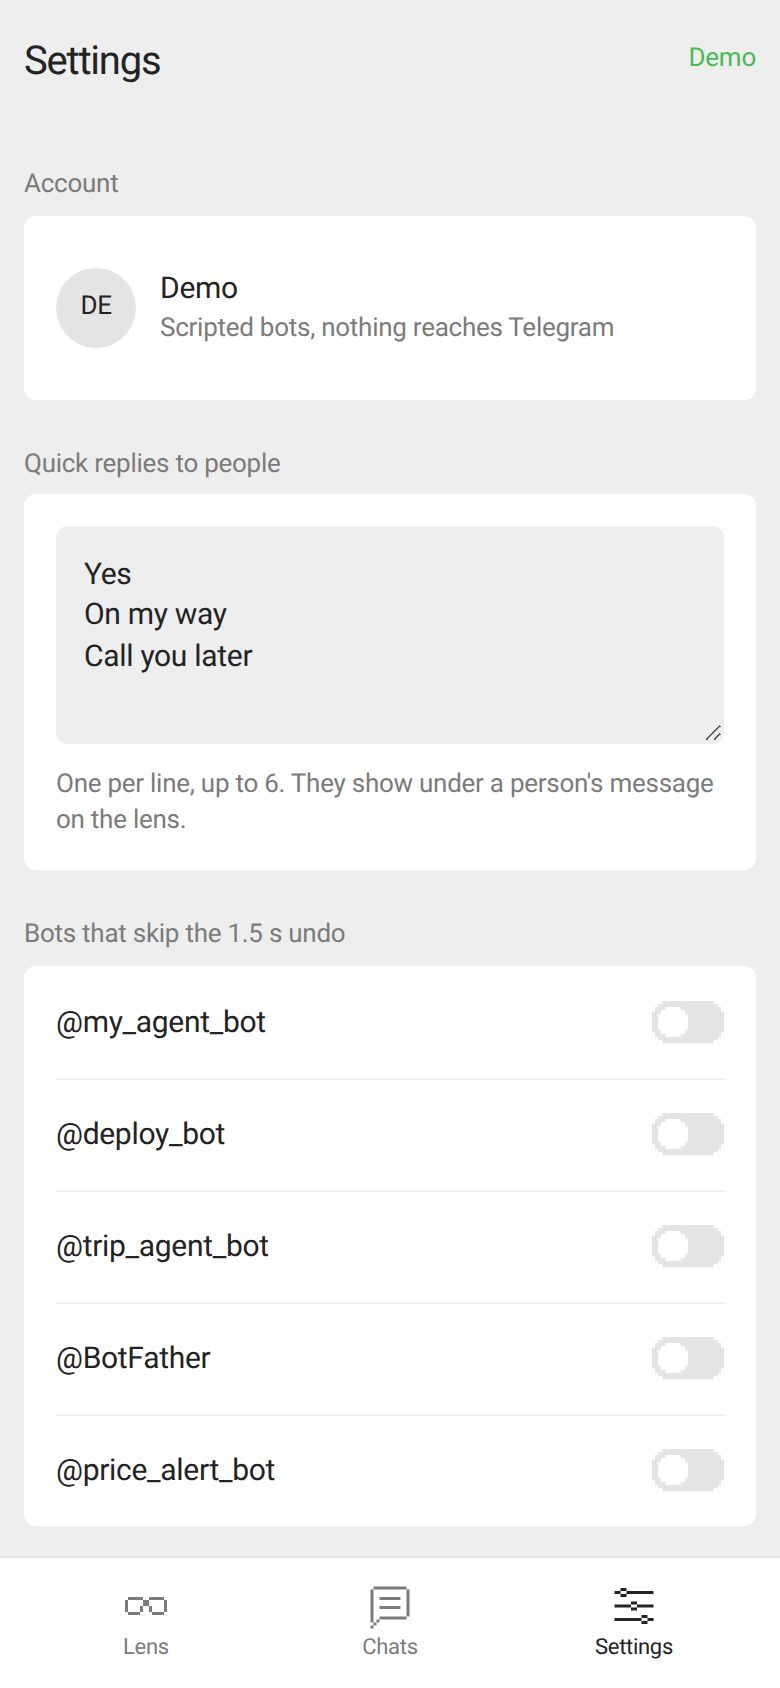 Settings
Demo
Account
DE
Demo
Scripted bots, nothing reaches Telegram
Quick replies to people
Yes
On my way
Call you later
One per line, up to 6. They show under a person's message
on the lens.
Bots that skip the 1.5 s undo
@my_agent_bot
@deploy_bot
@trip_agent_bot
@BotFather
@price_alert_bot
Lens
Chats
Settings